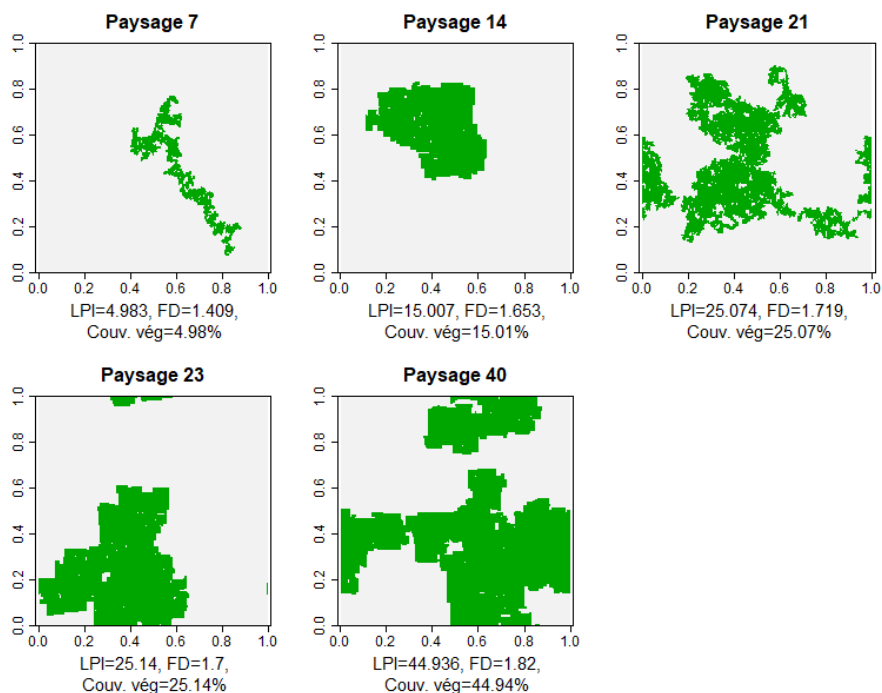 Paysage 7
1.0
0.8
0.6
0.4
0.2
0.0
0.0 0.2 0.4 0.6 0.8 1.0
LPI=4.983, FD=1.409,
Couv. vég=4.98%
Paysage 14
1.0
0.8
0.6
0.4
0.2
0.0
0.0 0.2 0.4 0.6 0.8 1.0
LPI=15.007, FD=1.653,
Couv. vég=15.01%
Paysage 21
1.0
0.8
0.6
0.4
0.2
0.0
0.0 0.2 0.4 0.6 0.8 1.0
LPI=25.074, FD=1.719,
Couv. vég=25.07%
Paysage 23
1.0
0.8
0.6
0.4
0.2
0.0
0.0 0.2 0.4 0.6 0.8 1.0
LPI=25.14, FD=1.7,
Couv. vég=25.14%
Paysage 40
1.0
0.8
0.6
0.4
0.2
0.0
0.0 0.2 0.4 0.6 0.8 1.0
LPI=44.936, FD=1.82,
Couv. vég=44.94%